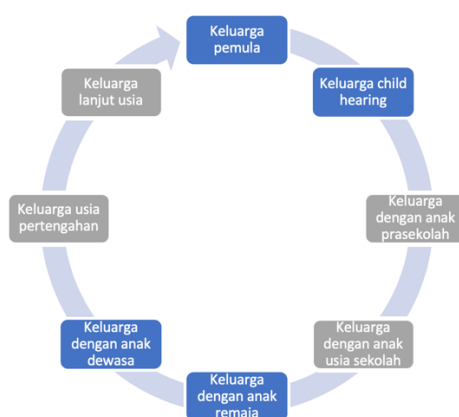 Keluarga
pemula
Keluarga child
hearing
Keluarga
dengan anak
prasekolah
Keluarga
dengan anak
usia sekolah
Keluarga
dengan anak
remaja
Keluarga
dengan anak
dewasa
Keluarga usia
pertengahan
Keluarga
lanjut usia